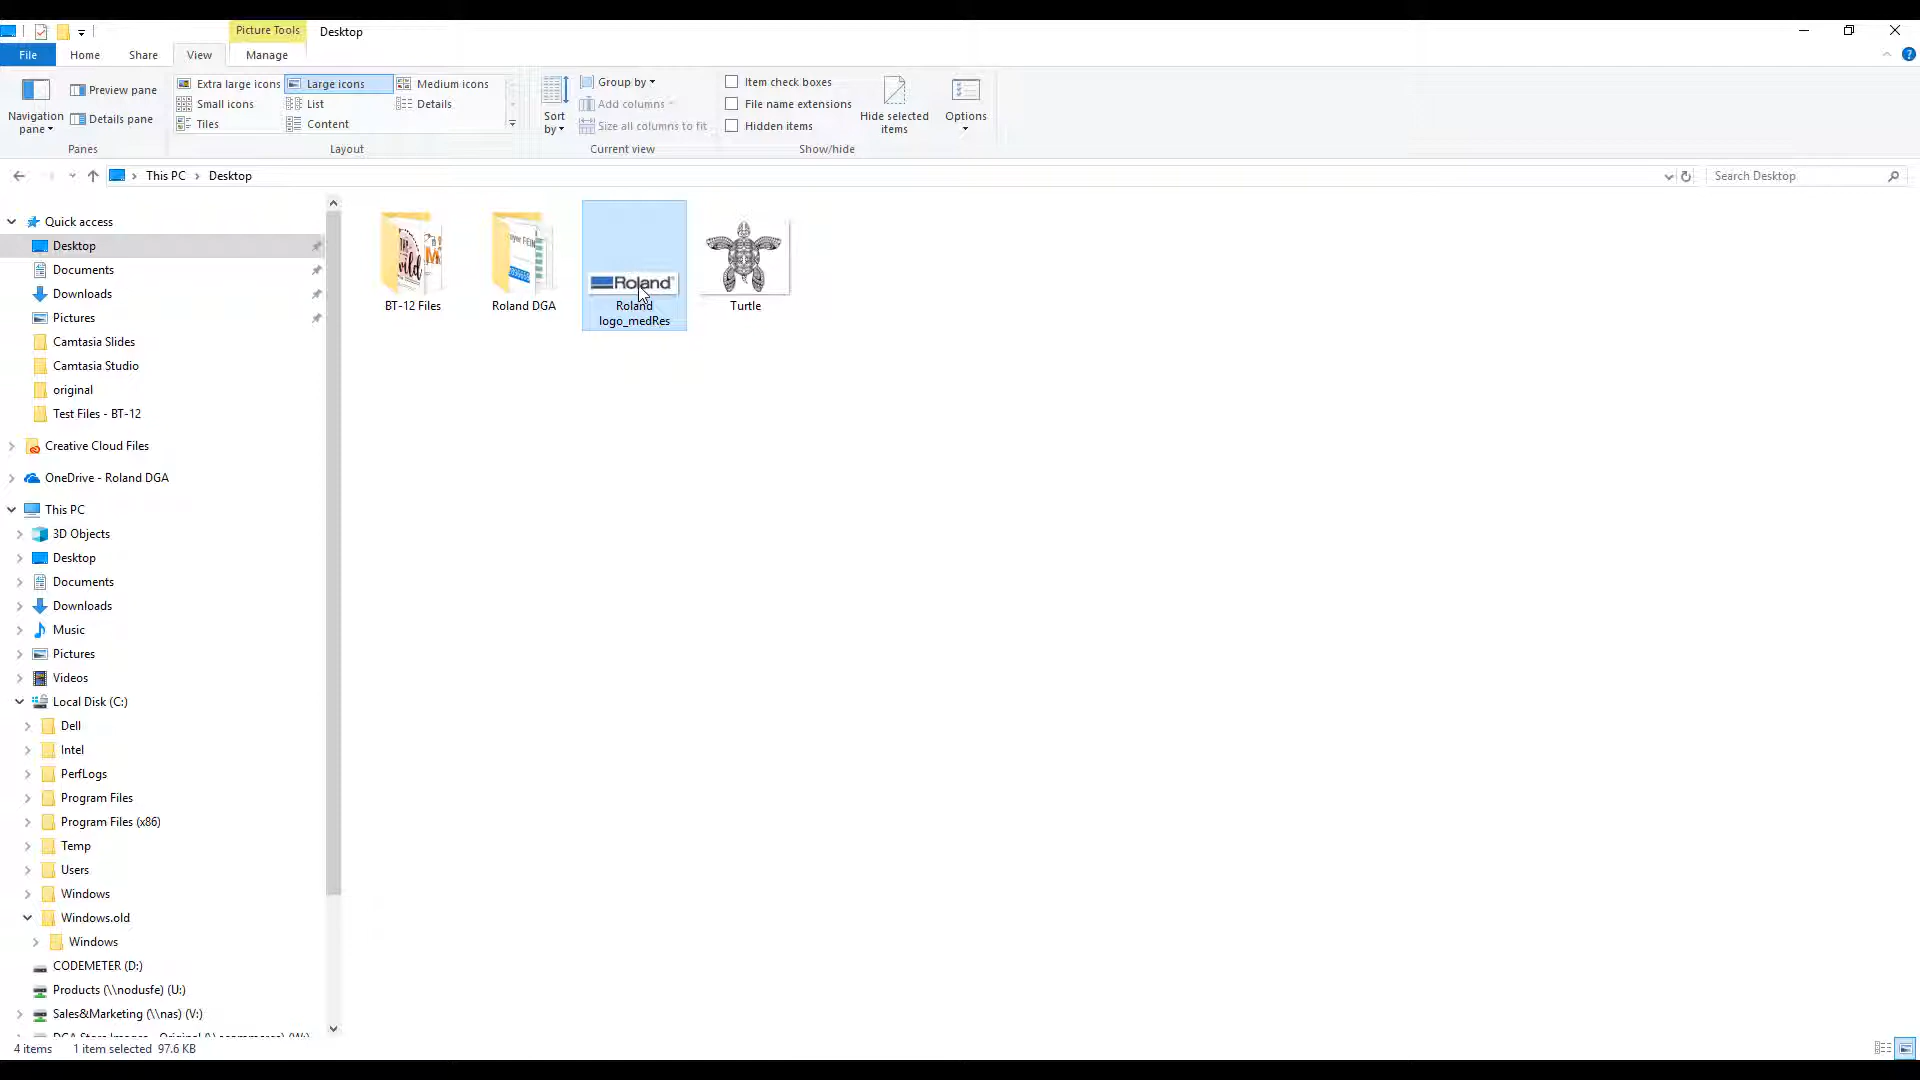 Picture Tools
Desktop
File
Home
Share
View
Manage
Navigation
pane
Preview pane
Details pane
Panes
Extra large icons
Large icons
Medium icons
Small icons
List
Details
Tiles
Content
Layout
Sort
by
Group by
Add columns
Size all columns to fit
Current view
Item check boxes
File name extensions
Hidden items
Hide selected
items
Show/hide
Options
This PC
Desktop
Search Desktop
Quick access
Desktop
Documents
Downloads
Pictures
Camtasia Slides
Camtasia Studio
original
Test Files - BT-12
Creative Cloud Files
OneDrive - Roland DGA
This PC
3D Objects
Desktop
Documents
Downloads
Music
Pictures
Videos
Local Disk (C:)
Dell
Intel
PerfLogs
Program Files
Program Files (x86)
Temp
Users
Windows
Windows.old
Windows
CODEMETER (D:)
Products (\\nodusfe) (U:)
Sales&Marketing (\\nas) (V:)
BT-12 Files
Roland DGA
Roland
Roland
logo_medRes
Turtle
4 items
1 item selected 97.6 KB